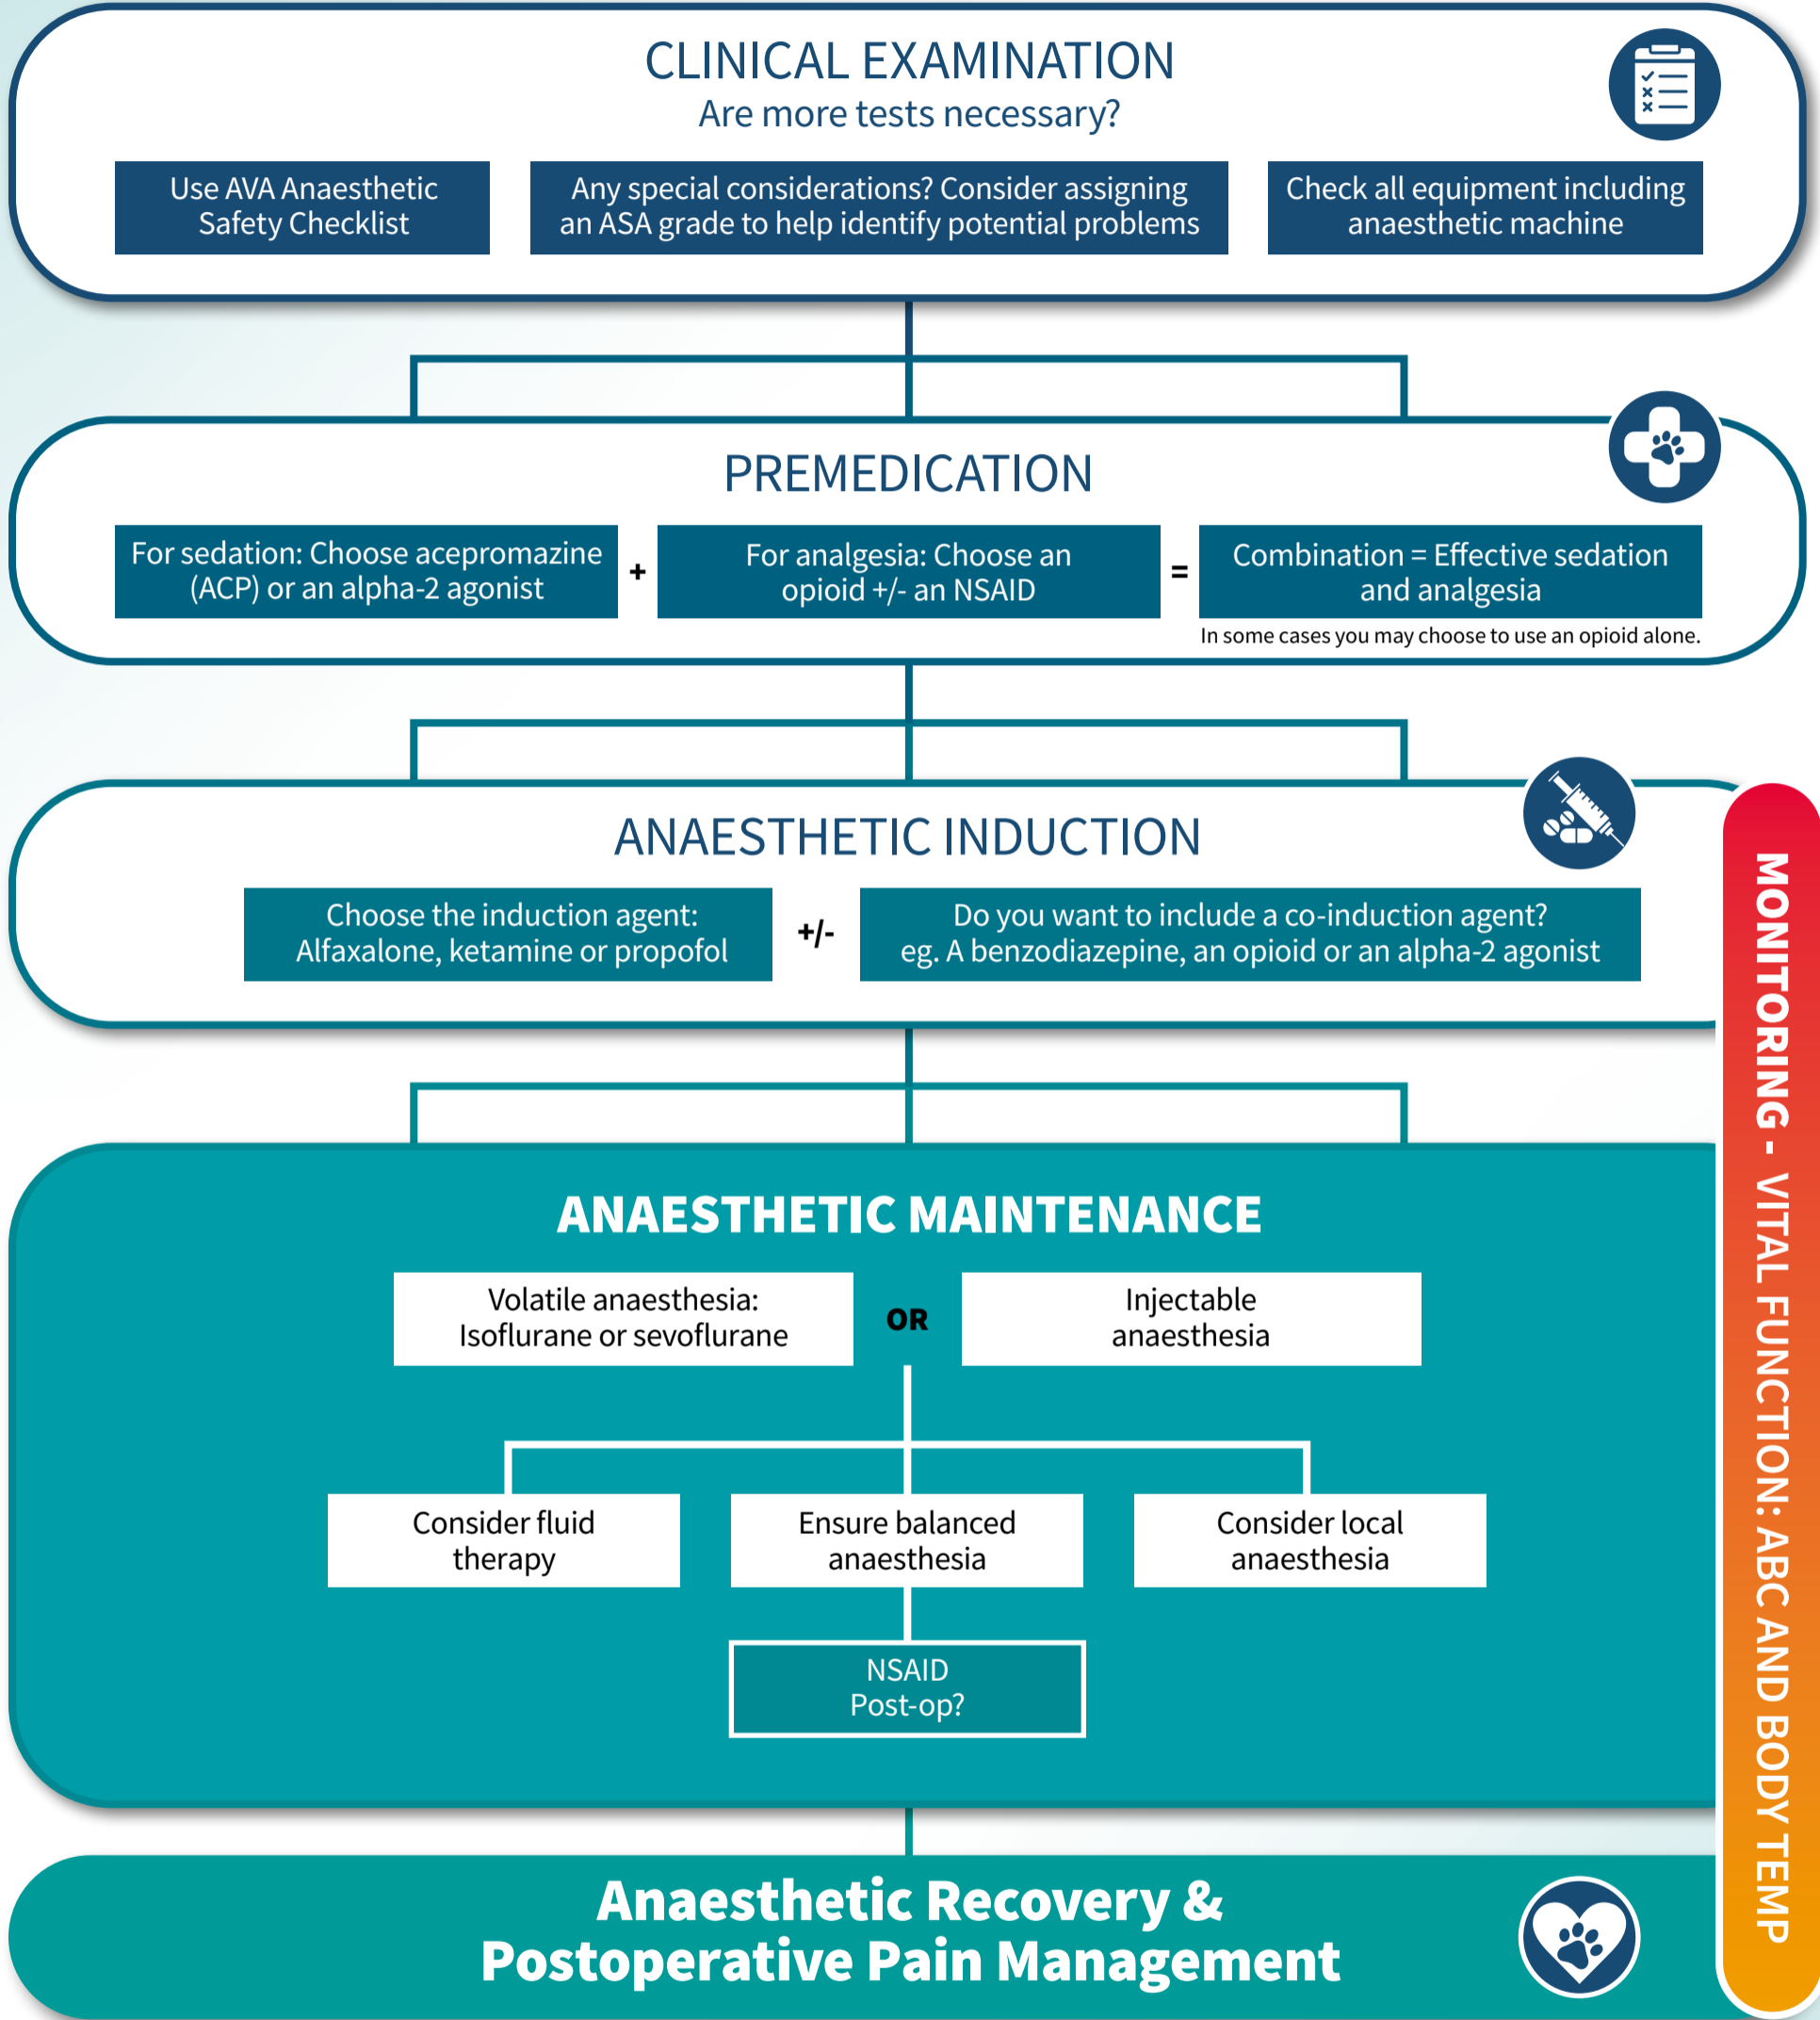 CLINICAL EXAMINATION
Are more tests necessary?
Use AVA Anaesthetic
Safety Checklist
Any special considerations? Consider assigning
an ASA grade to help identify potential problems
Check all equipment including
anaesthetic machine
PREMEDICATION
For sedation: Choose acepromazine
(ACP) or an alpha-2 agonist
+
For analgesia: Choose an
opioid +/- an NSAID
=
Combination = Effective sedation
and analgesia
In some cases you may choose to use an opioid alone.
ANAESTHETIC INDUCTION
Choose the induction agent:
Alfaxalone, ketamine or propofol
+/-
Do you want to include a co-induction agent?
eg. A benzodiazepine, an opioid or an alpha-2 agonist
ANAESTHETIC MAINTENANCE
Volatile anaesthesia:
Isoflurane or sevoflurane
OR
Injectable
anaesthesia
Consider fluid
therapy
Ensure balanced
anaesthesia
Consider local
anaesthesia
NSAID
Post-op?
Anaesthetic Recovery &
Postoperative Pain Management
MONITORING - VITAL FUNCTION: ABC AND BODY TEMP